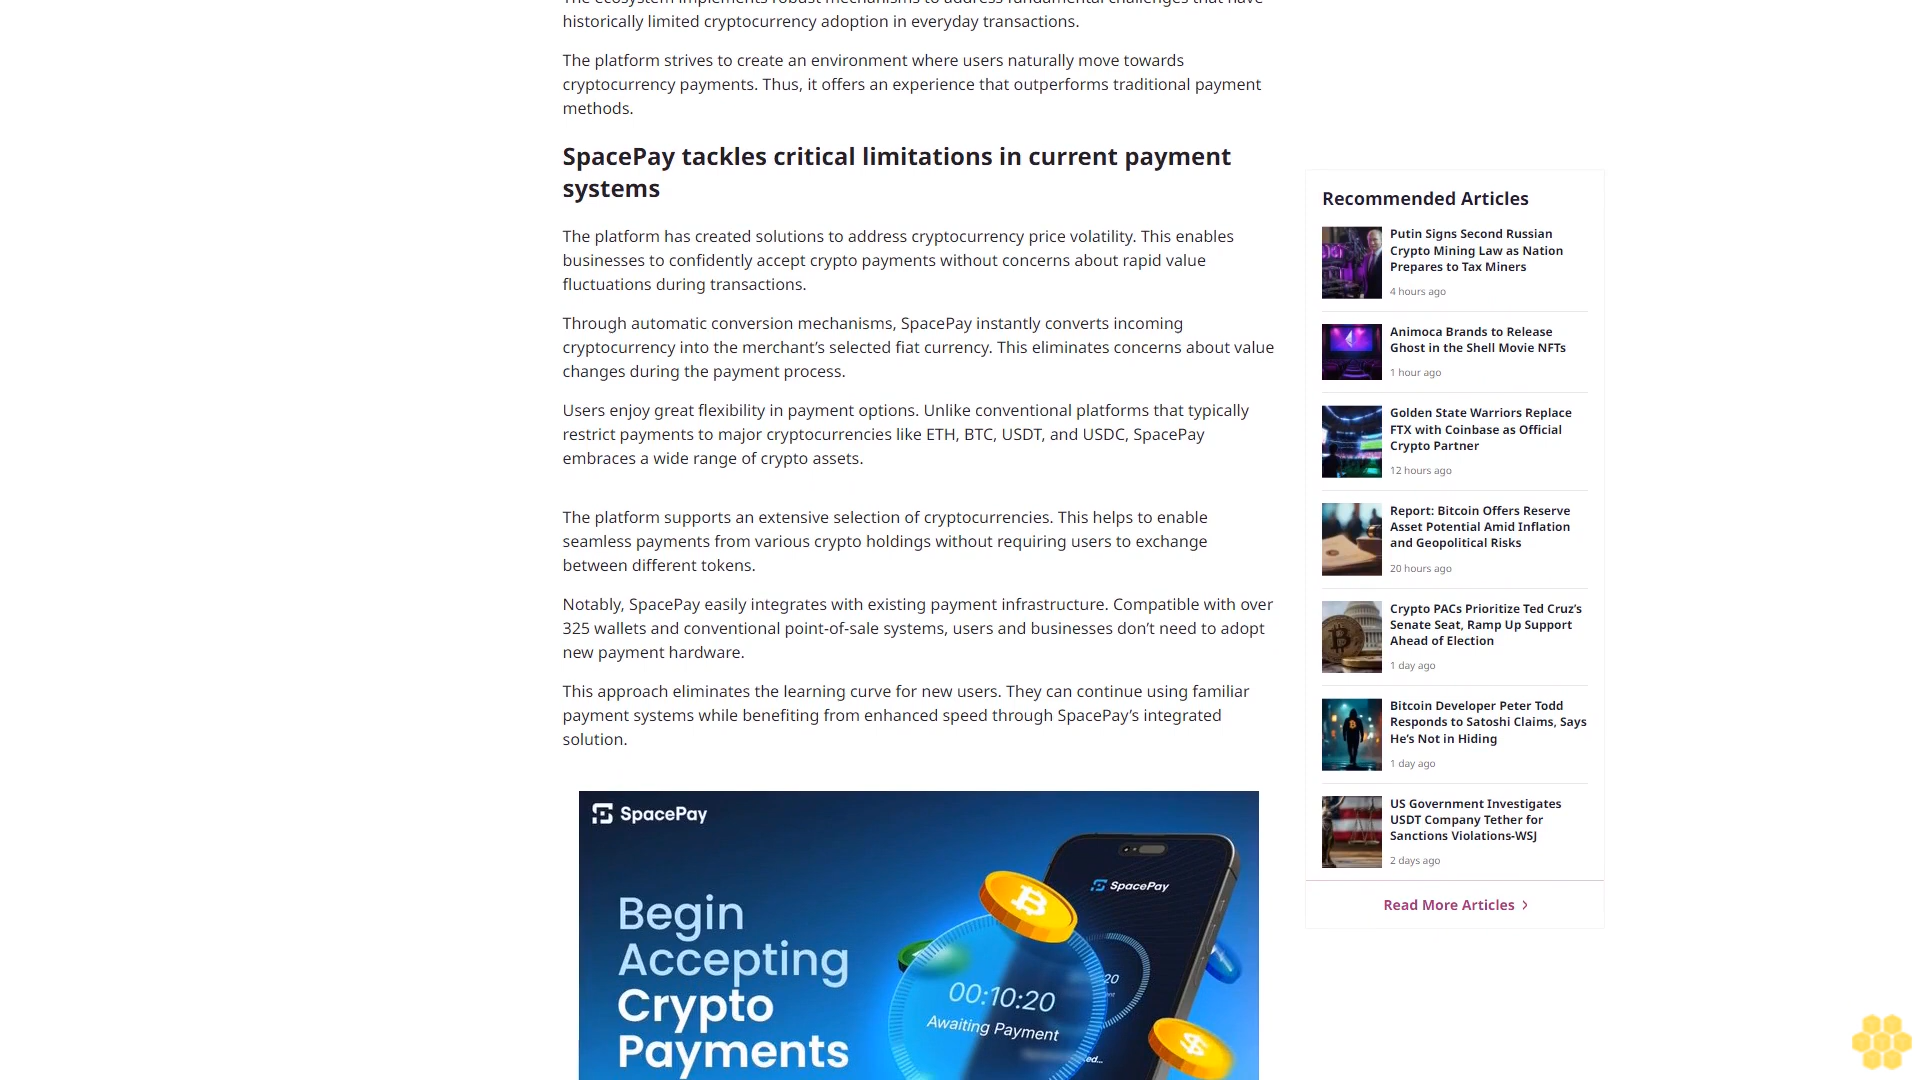 historically limited cryptocurrency adoption in everyday transactions.
The platform strives to create an environment where users naturally move towards
cryptocurrency payments. Thus, it offers an experience that outperforms traditional payment
methods.
SpacePay tackles critical limitations in current payment
systems
The platform has created solutions to address cryptocurrency price volatility. This enables
businesses to confidently accept crypto payments without concerns about rapid value
fluctuations during transactions.
Through automatic conversion mechanisms, SpacePay instantly converts incoming
cryptocurrency into the merchant’s selected fiat currency. This eliminates concerns about value
changes during the payment process.
Users enjoy great flexibility in payment options. Unlike conventional platforms that typically
restrict payments to major cryptocurrencies like ETH, BTC, USDT, and USDC, SpacePay
embraces a wide range of crypto assets.
The platform supports an extensive selection of cryptocurrencies. This helps to enable
seamless payments from various crypto holdings without requiring users to exchange
between different tokens.
Notably, SpacePay easily integrates with existing payment infrastructure. Compatible with over
325 wallets and conventional point-of-sale systems, users and businesses don’t need to adopt
new payment hardware.
This approach eliminates the learning curve for new users. They can continue using familiar
payment systems while benefiting from enhanced speed through SpacePay’s integrated
solution.
SpacePay
Begin
Accepting
Crypto
Payments
SpacePay
00:10:20
Awaiting Payment
20
ed...
Recommended Articles
Putin Signs Second Russian
Crypto Mining Law as Nation
Prepares to Tax Miners
4 hours ago
Animoca Brands to Release
Ghost in the Shell Movie NFTs
1 hour ago
Golden State Warriors Replace
FTX with Coinbase as Official
Crypto Partner
12 hours ago
Report: Bitcoin Offers Reserve
Asset Potential Amid Inflation
and Geopolitical Risks
20 hours ago
Crypto PACs Prioritize Ted Cruz’s
Senate Seat, Ramp Up Support
Ahead of Election
1 day ago
Bitcoin Developer Peter Todd
Responds to Satoshi Claims, Says
He’s Not in Hiding
1 day ago
US Government Investigates
USDT Company Tether for
Sanctions Violations-WSJ
2 days ago
Read More Articles